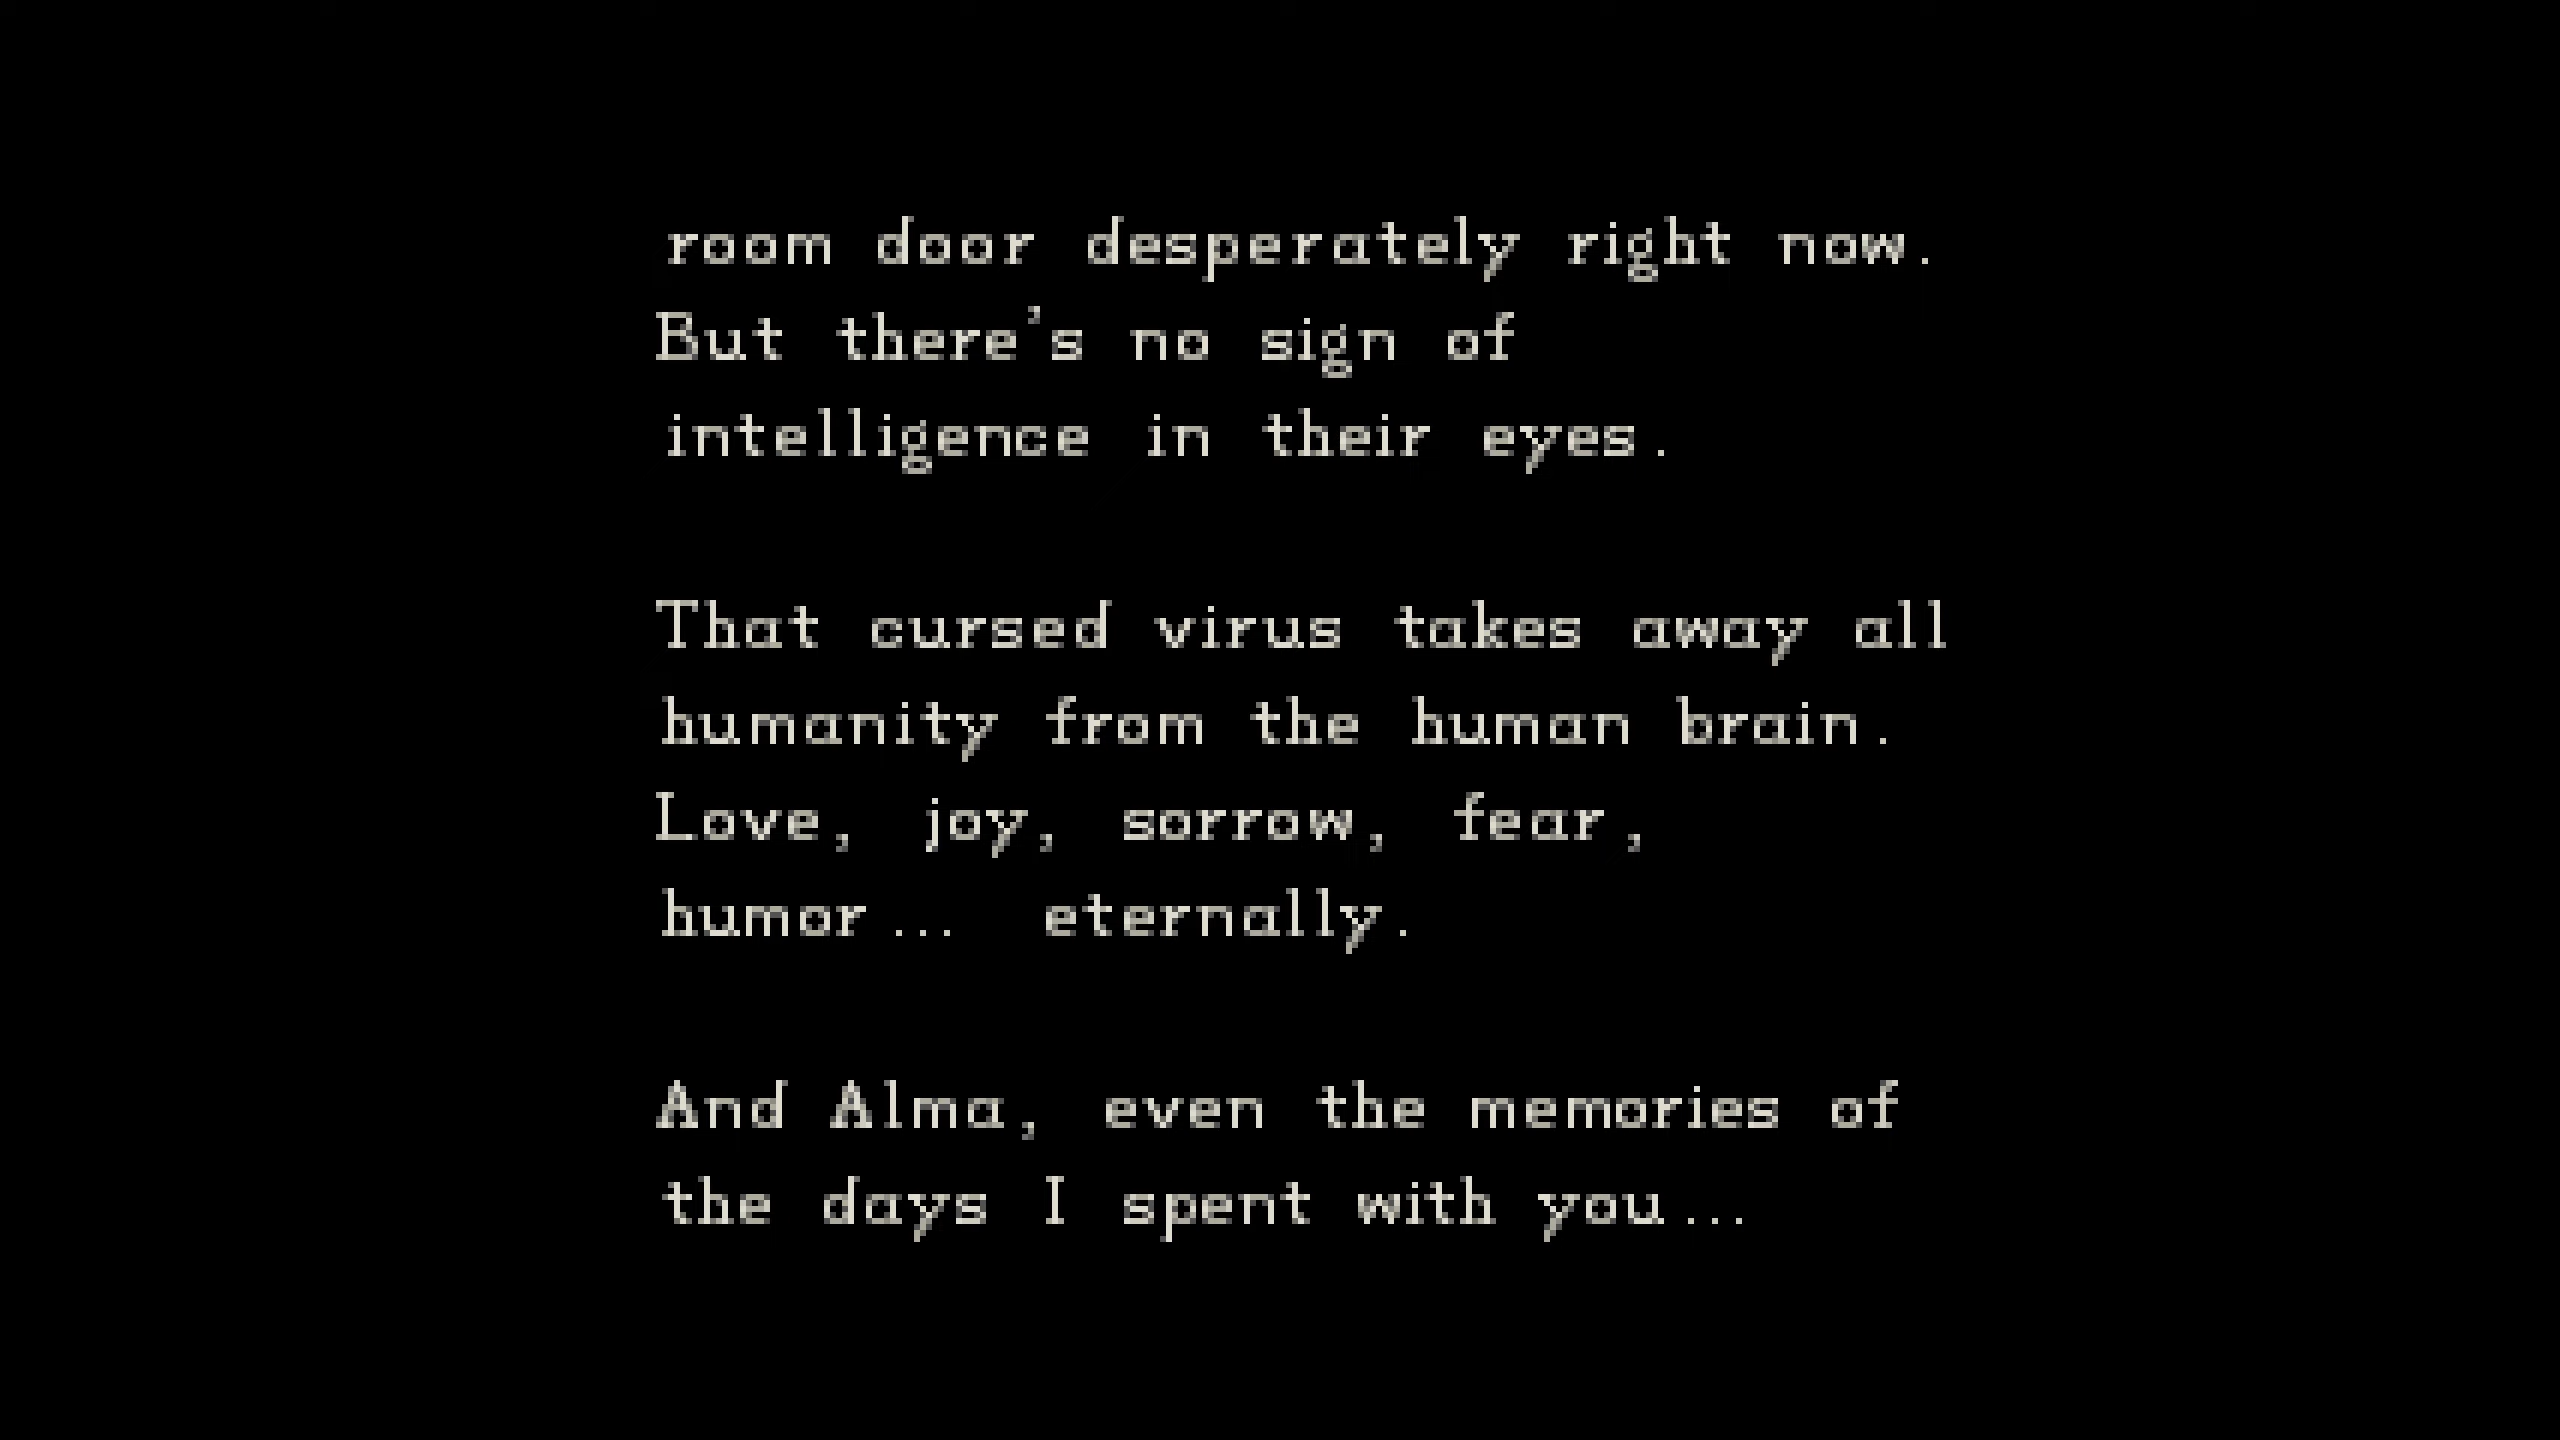 room door desperately right now.
But there's no sign of
intelligence in their eyes.
That cursed virus takes away all
humanity from the human brain.
Love, joy, sorrow, fear,
humor... eternally.
And Alma, even the memories of
the days I spent with you...